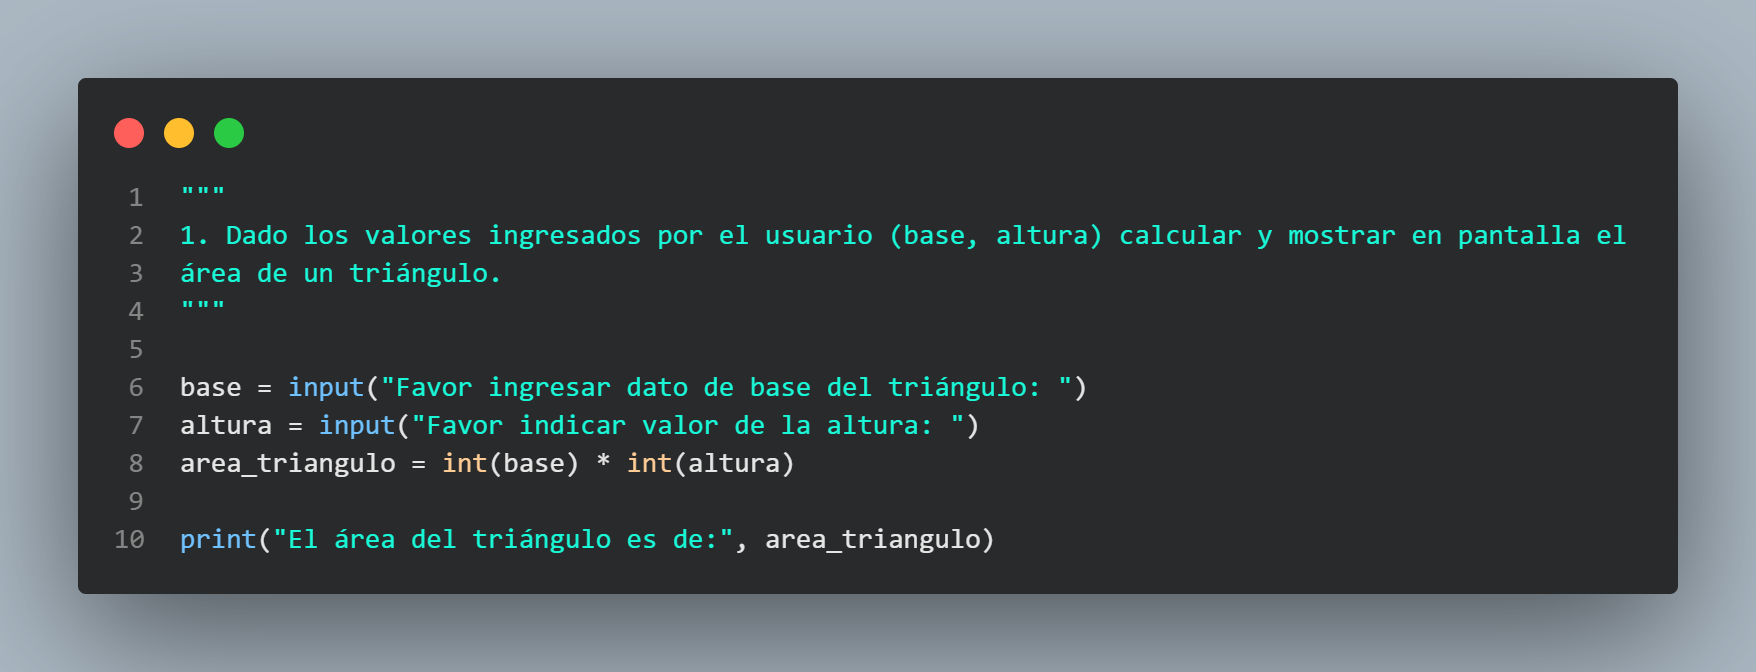 1 """
2 1. Dado los valores ingresados por el usuario (base, altura) calcular y mostrar en pantalla el
3 área de un triángulo.
4 """
5
6 base = input("Favor ingresar dato de base del triángulo: ")
7 altura = input("Favor indicar valor de la altura: ")
8 area_triangulo = int(base) * int(altura)
9
10 print("El área del triángulo es de:", area_triangulo)